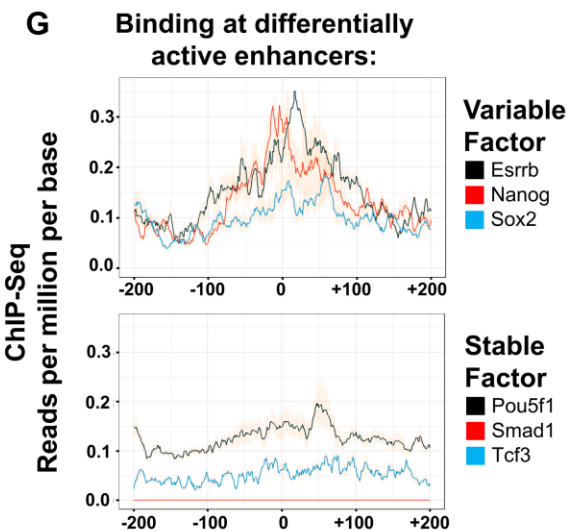 G
Binding at differentially
active enhancers:
ChIP-Seq
Reads per million per base
0.3
0.2
0.1
0.0
-200 -100 0 +100 +200
Variable
Factor
Esrrb
Nanog
Sox2
0.3
0.2
0.1
0.0
-200 -100 0 +100 +200
Stable
Factor
Pou5f1
Smad1
Tcf3